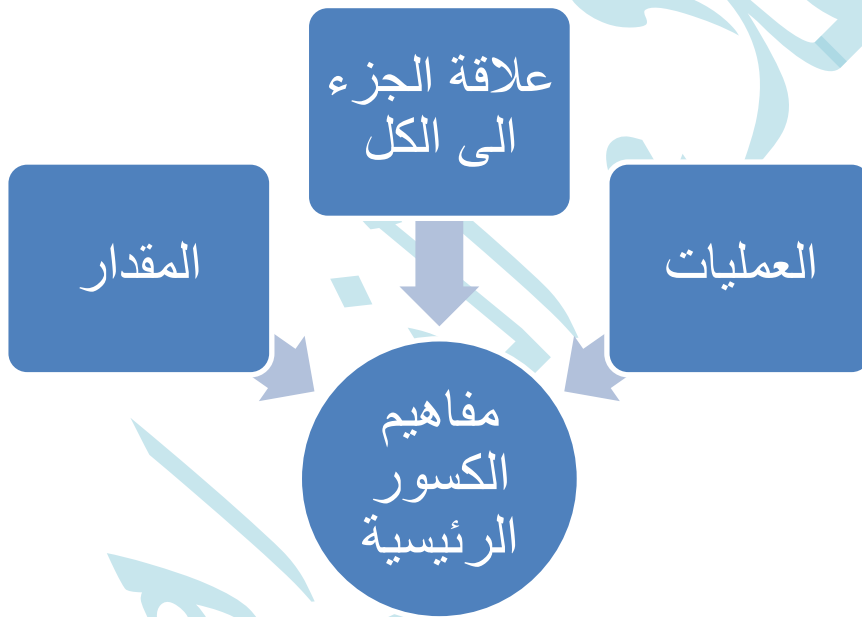 علاقة الجزء
الى الكل
العمليات
المقدار
مفاهيم
الكسور
الرئيسية